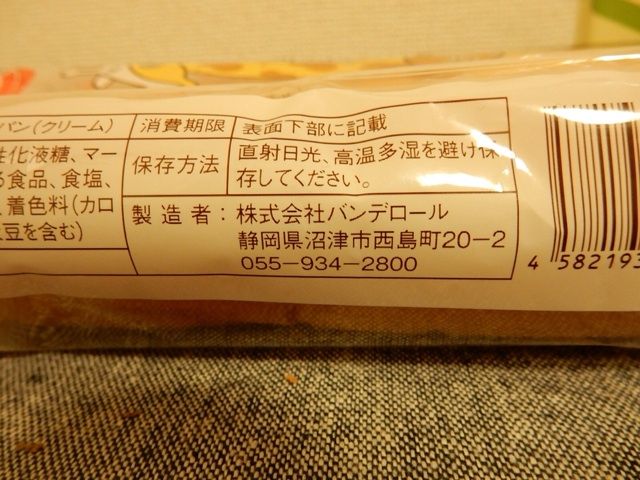 パン(クリーム)
性化液糖、マー
る食品、食塩、
着色料(カロ
豆を含む)
消費期限 表面下部に記載
保存方法 直射日光、高温多湿を避け保
存してください。
製造者：株式会社バンデロール
静岡県沼津市西島町20-2
055-934-2800
4 582193